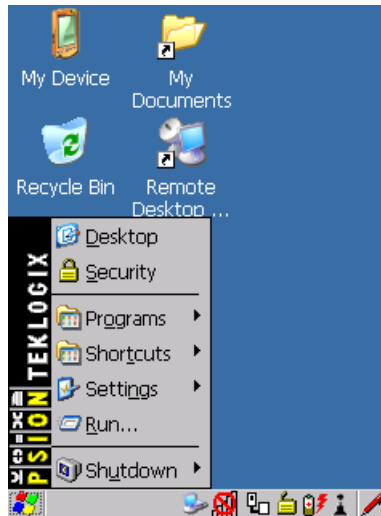 My Device
My
Documents
Recycle Bin
Remote
Desktop ...
Desktop
Security
Programs
Shortcuts
Settings
Run...
Shutdown
PSION TEKLOGIX